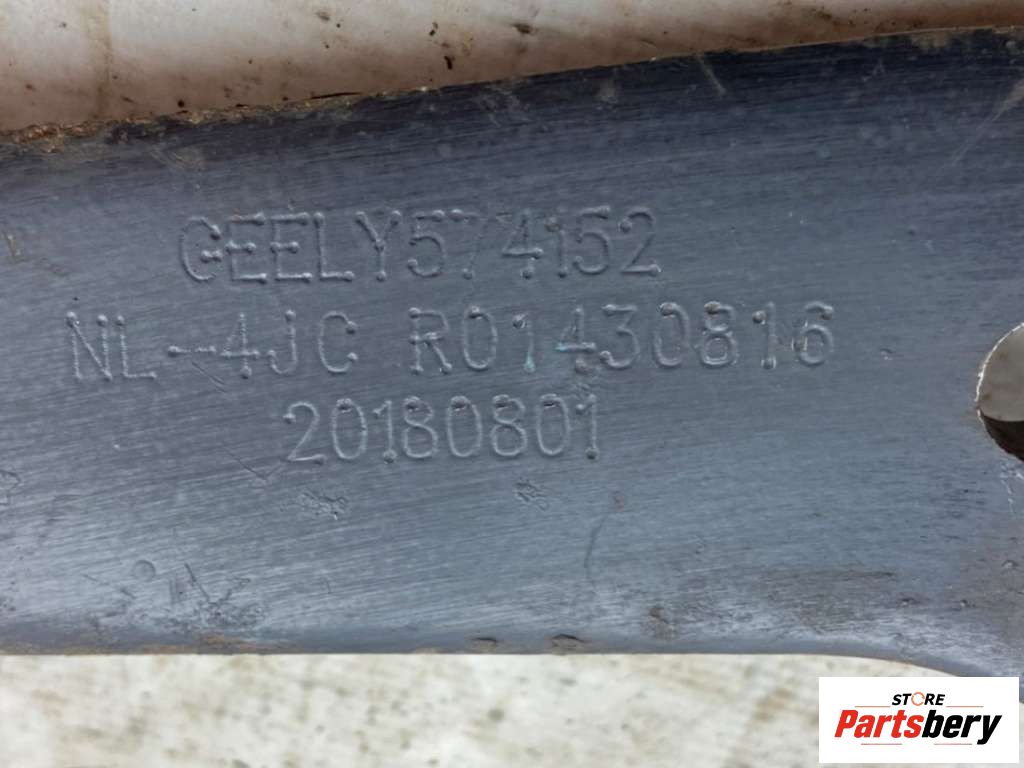 GEELY574152
NL-4JC R01430816
20180801
STORE
Partsbery